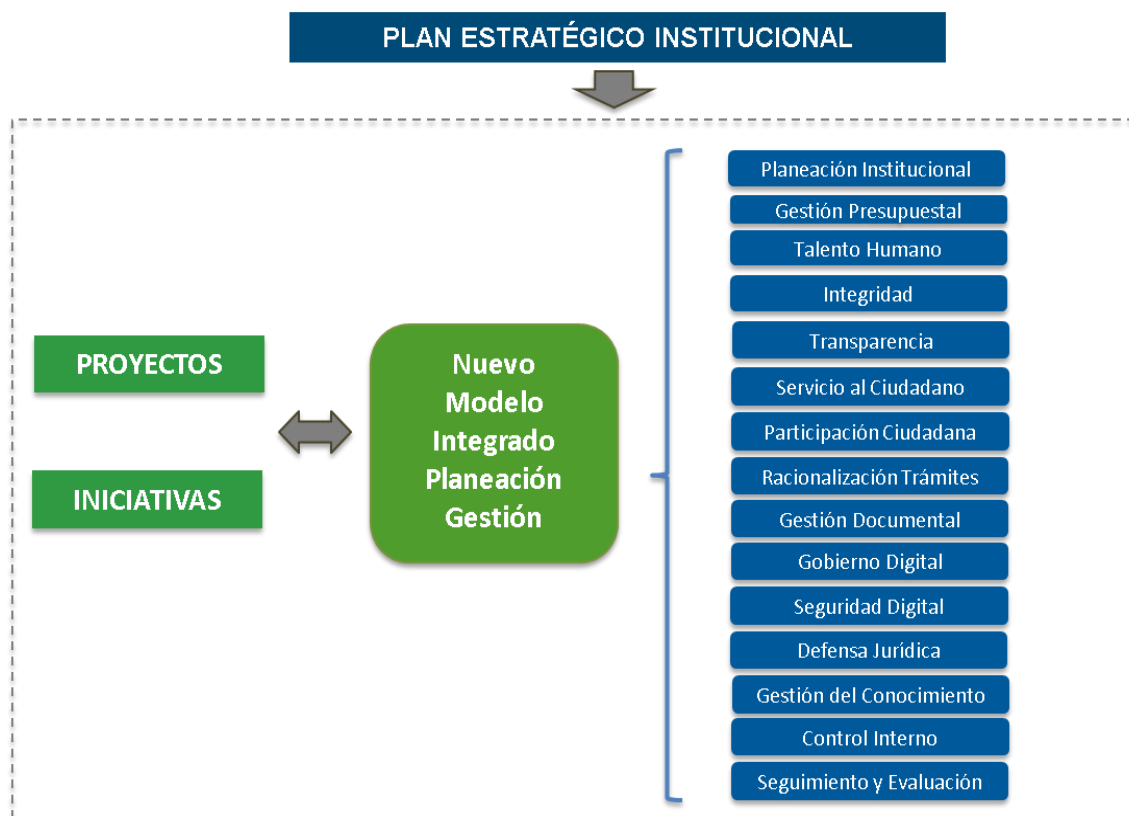 PLAN ESTRATÉGICO INSTITUCIONAL
PROYECTOS
INICIATIVAS
Nuevo
Modelo
Integrado
Planeación
Gestión
Planeación Institucional
Gestión Presupuestal
Talento Humano
Integridad
Transparencia
Servicio al Ciudadano
Participación Ciudadana
Racionalización Trámites
Gestión Documental
Gobierno Digital
Seguridad Digital
Defensa Jurídica
Gestión del Conocimiento
Control Interno
Seguimiento y Evaluación